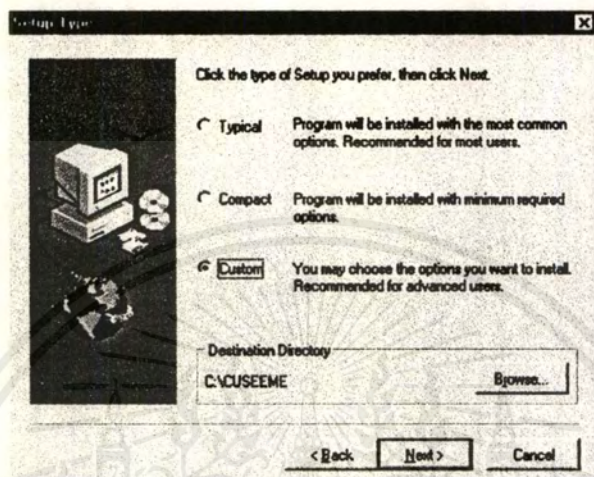 Setup Type
Click the type of Setup you prefer, then click Next.
Typical Program will be installed with the most common
options. Recommended for most users.
Compact Program will be installed with minimum required
options.
Custom You may choose the options you want to install.
Recommended for advanced users.
Destination Directory
C:\CUSEEME
Browse...
< Back Next > Cancel